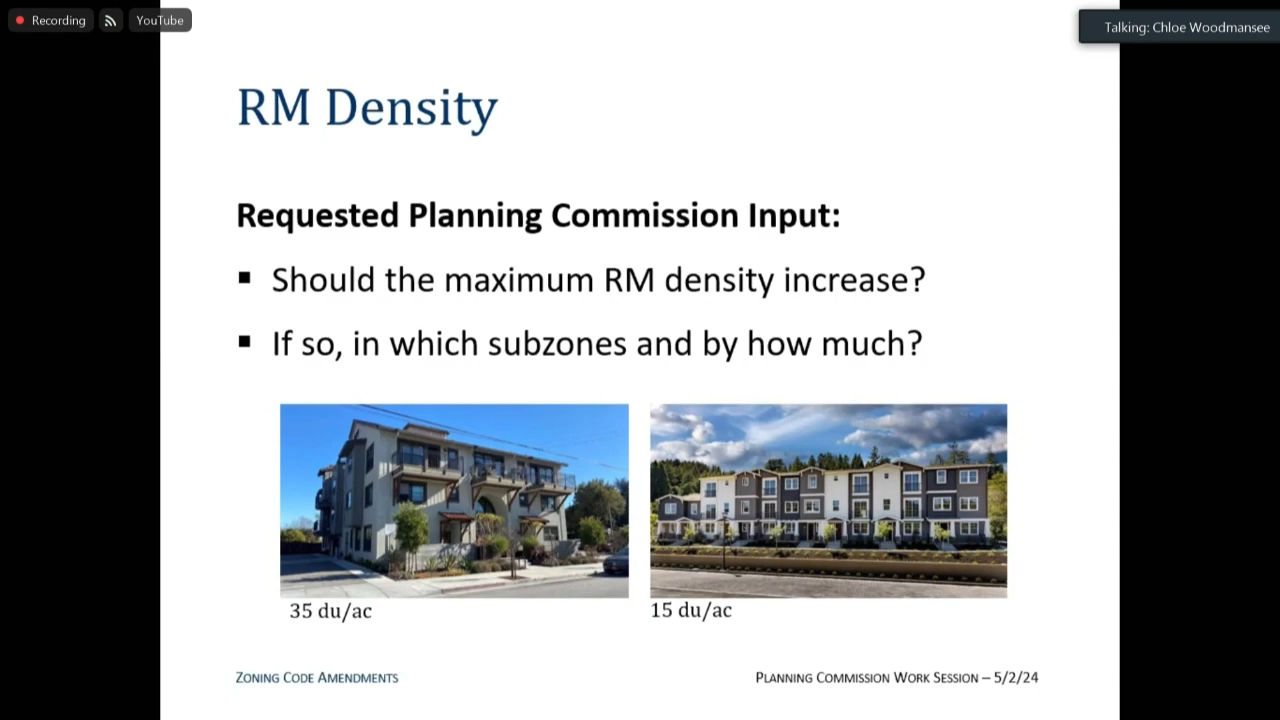 Recording
YouTube
Talking: Chloe Woodmansee
RM Density
Requested Planning Commission Input:
▪ Should the maximum RM density increase?
▪ If so, in which subzones and by how much?
35 du/ac
15 du/ac
Zoning Code Amendments
Planning Commission Work Session – 5/2/24